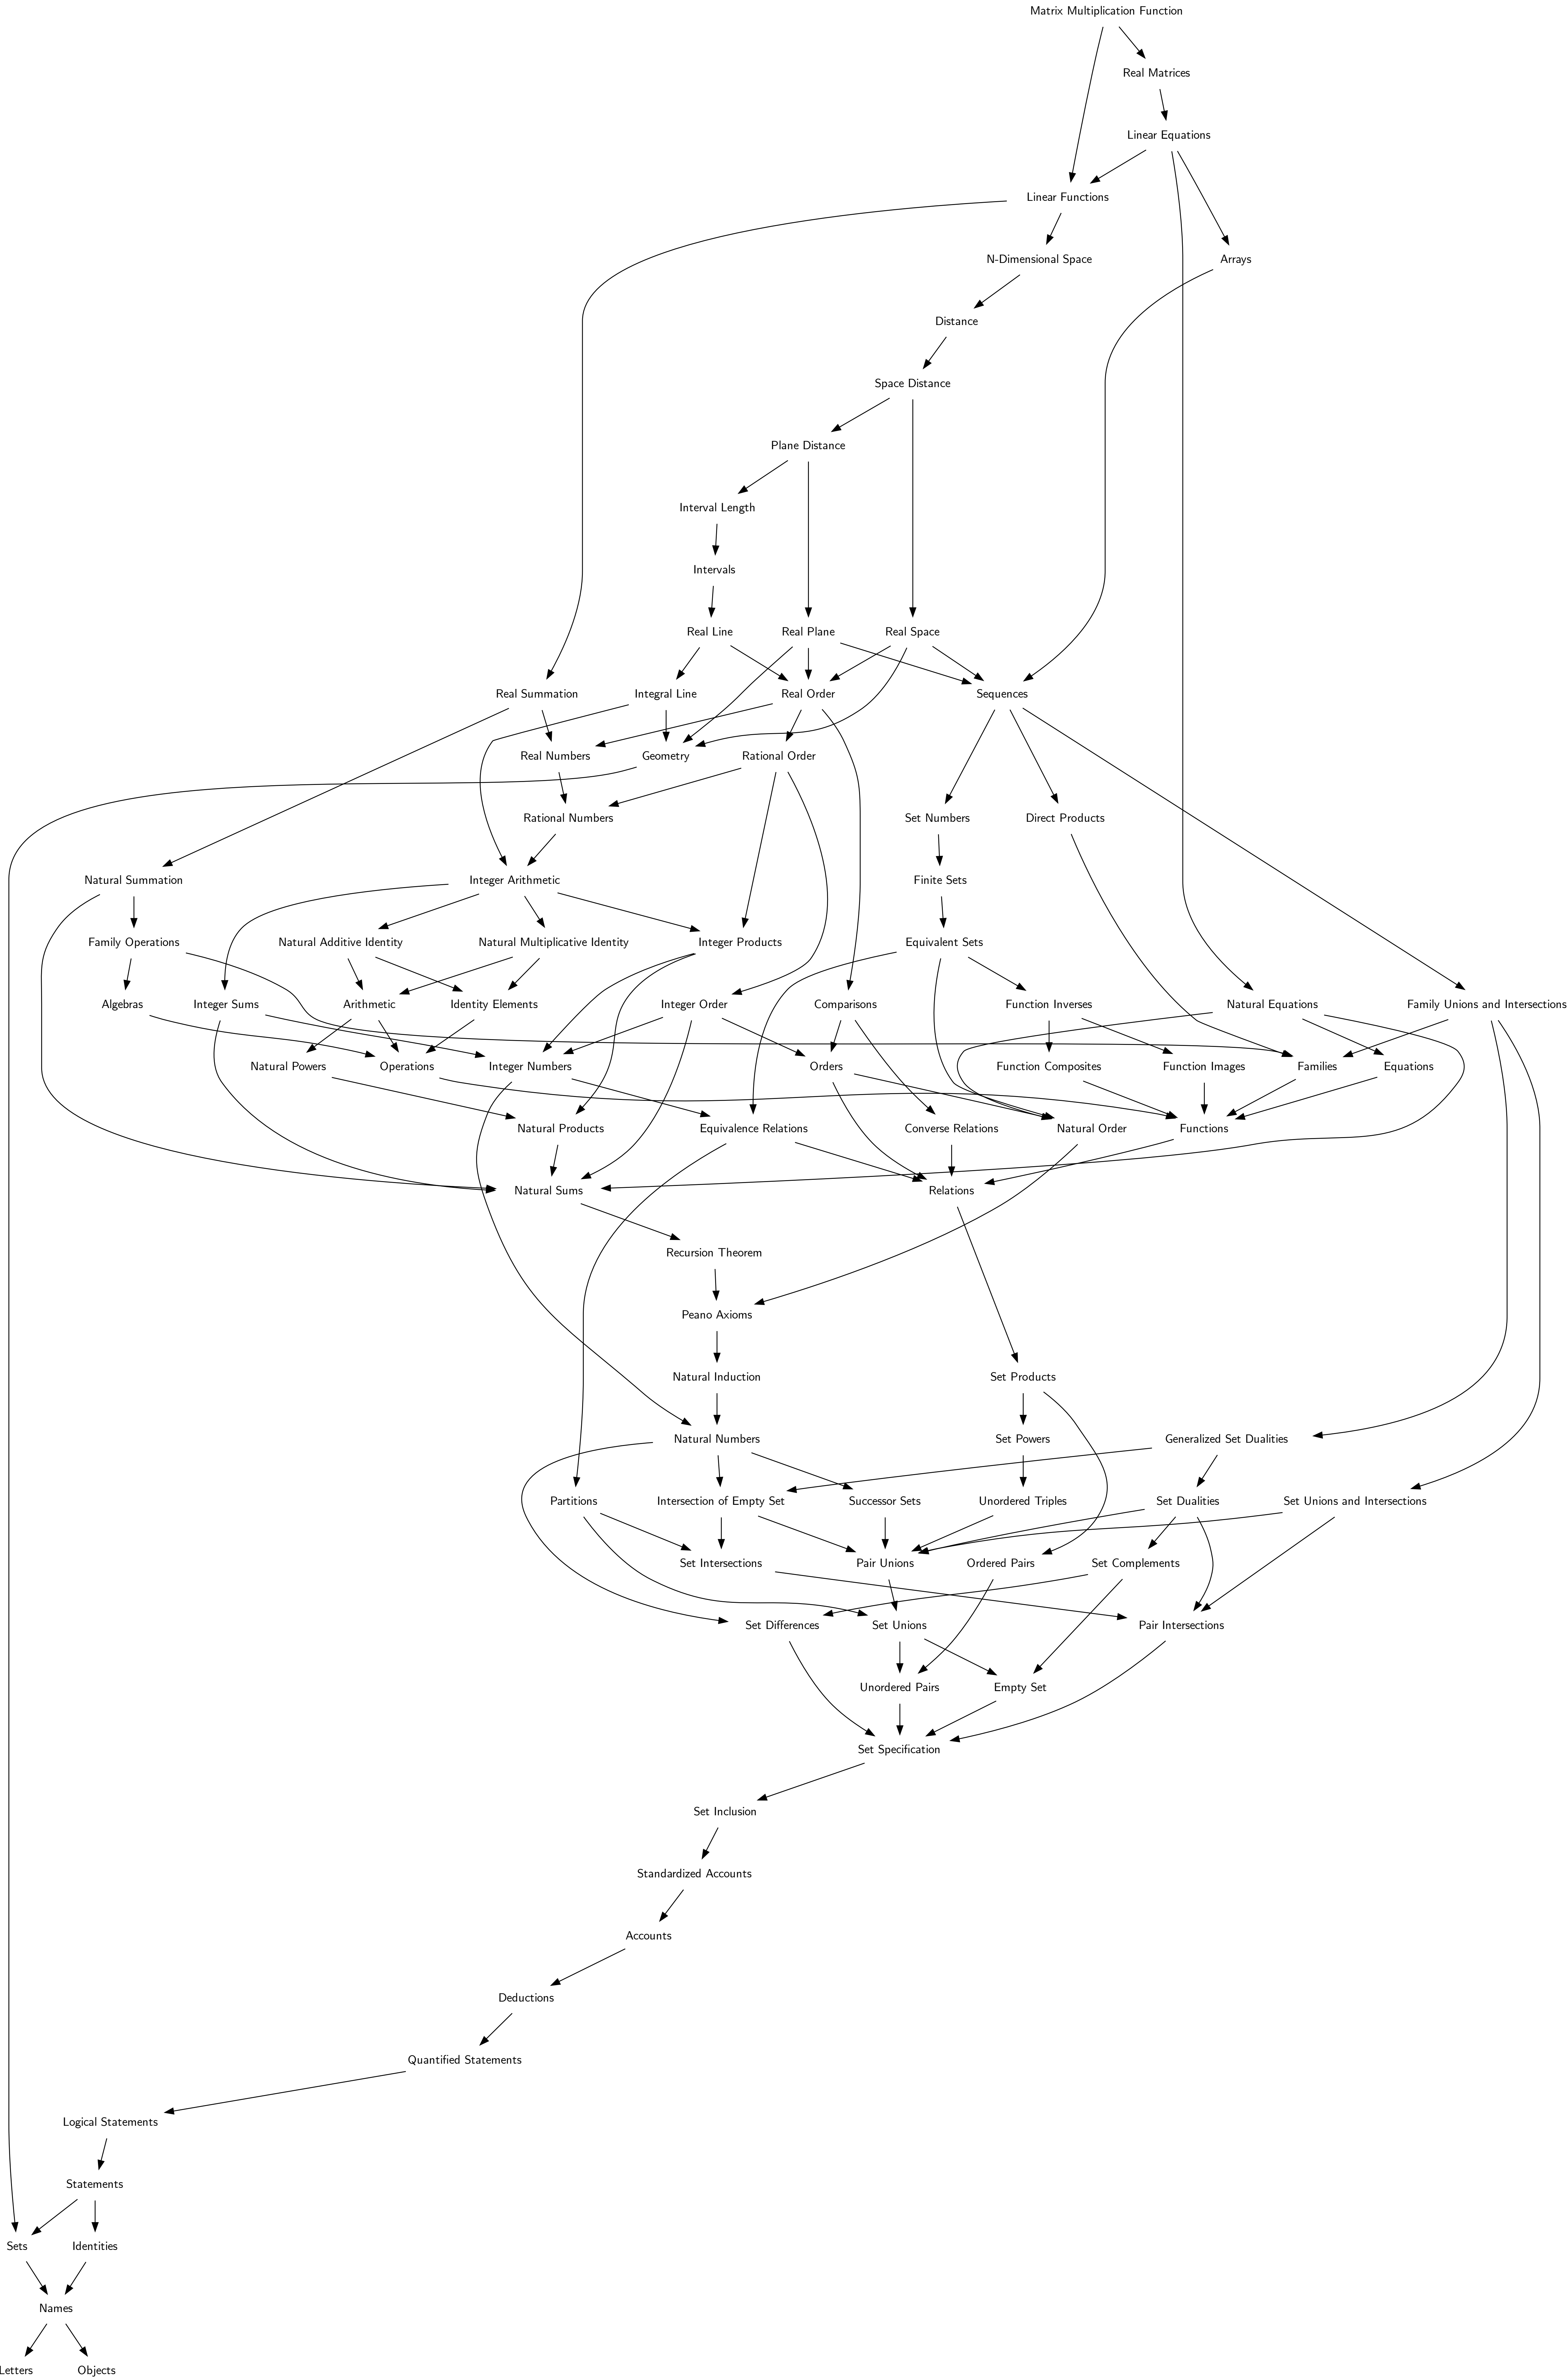 Matrix Multiplication Function
Real Matrices
Linear Equations
Linear Functions
N-Dimensional Space
Arrays
Distance
Space Distance
Plane Distance
Interval Length
Intervals
Real Line
Real Plane
Real Space
Real Summation
Integral Line
Real Order
Sequences
Real Numbers
Geometry
Rational Order
Rational Numbers
Set Numbers
Direct Products
Natural Summation
Integer Arithmetic
Finite Sets
Family Operations
Natural Additive Identity
Natural Multiplicative Identity
Integer Products
Equivalent Sets
Algebras
Integer Sums
Arithmetic
Identity Elements
Integer Order
Comparisons
Function Inverses
Natural Equations
Family Unions and Intersections
Natural Powers
Operations
Integer Numbers
Orders
Function Composites
Function Images
Families
Equations
Natural Products
Equivalence Relations
Converse Relations
Natural Order
Functions
Natural Sums
Relations
Recursion Theorem
Peano Axioms
Natural Induction
Set Products
Natural Numbers
Set Powers
Generalized Set Dualities
Partitions
Intersection of Empty Set
Successor Sets
Unordered Triples
Set Dualities
Set Unions and Intersections
Set Intersections
Pair Unions
Ordered Pairs
Set Complements
Set Differences
Set Unions
Pair Intersections
Unordered Pairs
Empty Set
Set Specification
Set Inclusion
Standardized Accounts
Accounts
Deductions
Quantified Statements
Logical Statements
Statements
Sets
Identities
Names
Letters
Objects